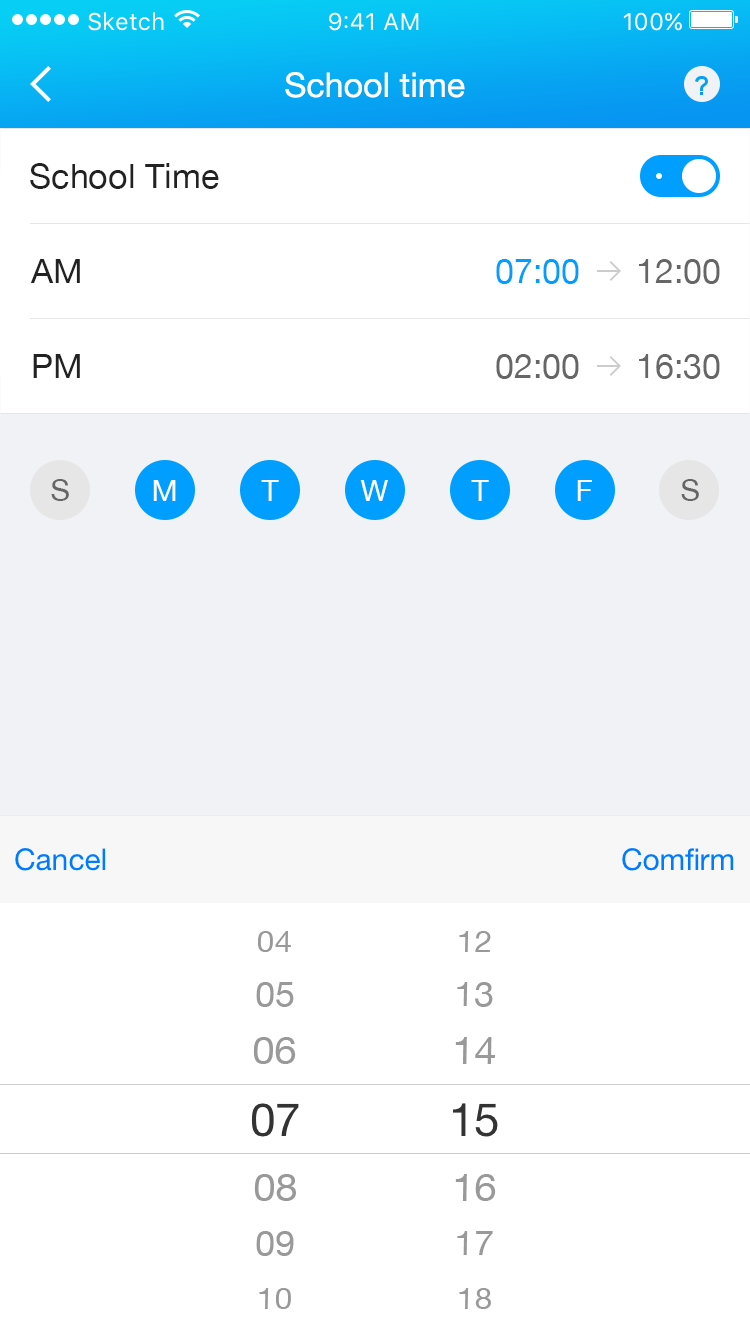 Sketch 9:41 AM 100%
School time ?
School Time
AM 07:00 → 12:00
PM 02:00 → 16:30
S M T W T F S
Cancel Comfirm
04 12
05 13
06 14
07 15
08 16
09 17
10 18